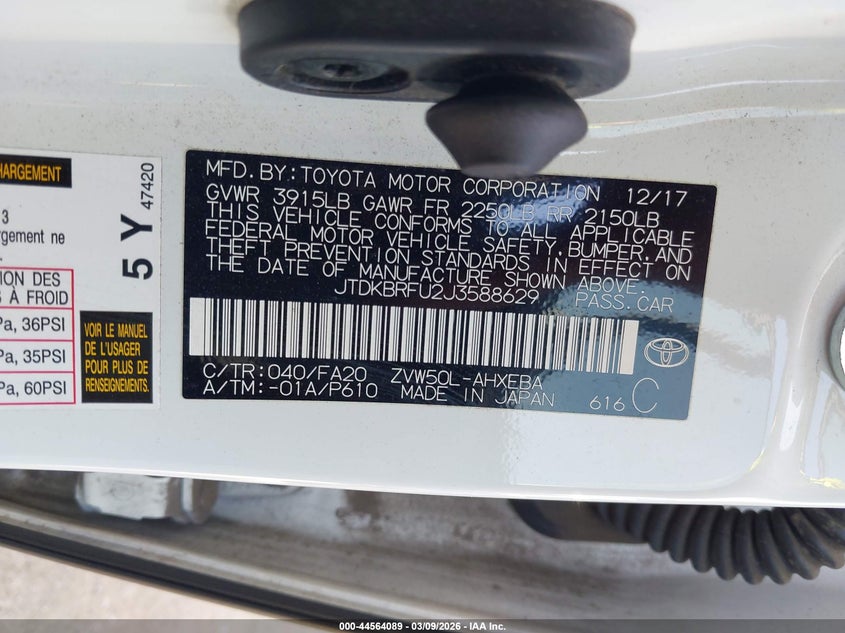 HARGEMENT
3
argement ne
5 Y
47420
ION DES
À FROID
Pa, 36PSI
Pa, 35PSI
Pa, 60PSI
VOIR LE MANUEL
DE L'USAGER
POUR PLUS DE
RENSEIGNEMENTS.
MFD. BY: TOYOTA MOTOR CORPORATION 12/17
GVWR 3915LB GAWR FR 2250LB RR 2150LB
THIS VEHICLE CONFORMS TO ALL APPLICABLE
FEDERAL MOTOR VEHICLE SAFETY, BUMPER, AND
THEFT PREVENTION STANDARDS IN EFFECT ON
THE DATE OF MANUFACTURE SHOWN ABOVE.
JTDKBRFU2J3588629 PASS. CAR
C/TR: 040/FA20 ZVW50L-AHXEBA
A/TM: -01A/P610 MADE IN JAPAN 616 C
000-44564089 | 03/09/2026 | IAA Inc.